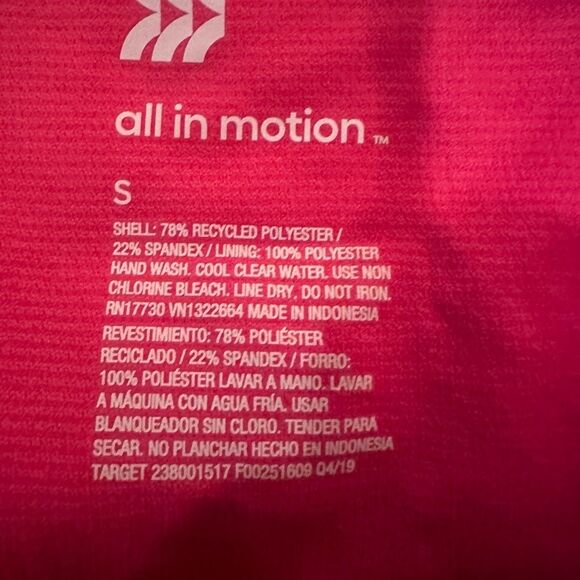 all in motion ™
S
SHELL: 78% RECYCLED POLYESTER /
22% SPANDEX / LINING: 100% POLYESTER
HAND WASH. COOL CLEAR WATER. USE NON
CHLORINE BLEACH. LINE DRY, DO NOT IRON.
RN17730 VN1322664 MADE IN INDONESIA
REVESTIMIENTO: 78% POLIÉSTER
RECICLADO / 22% SPANDEX / FORRO:
100% POLIÉSTER LAVAR A MANO. LAVAR
A MÁQUINA CON AGUA FRÍA. USAR
BLANQUEADOR SIN CLORO. TENDER PARA
SECAR. NO PLANCHAR HECHO EN INDONESIA
TARGET 238001517 F00251609 Q4/19